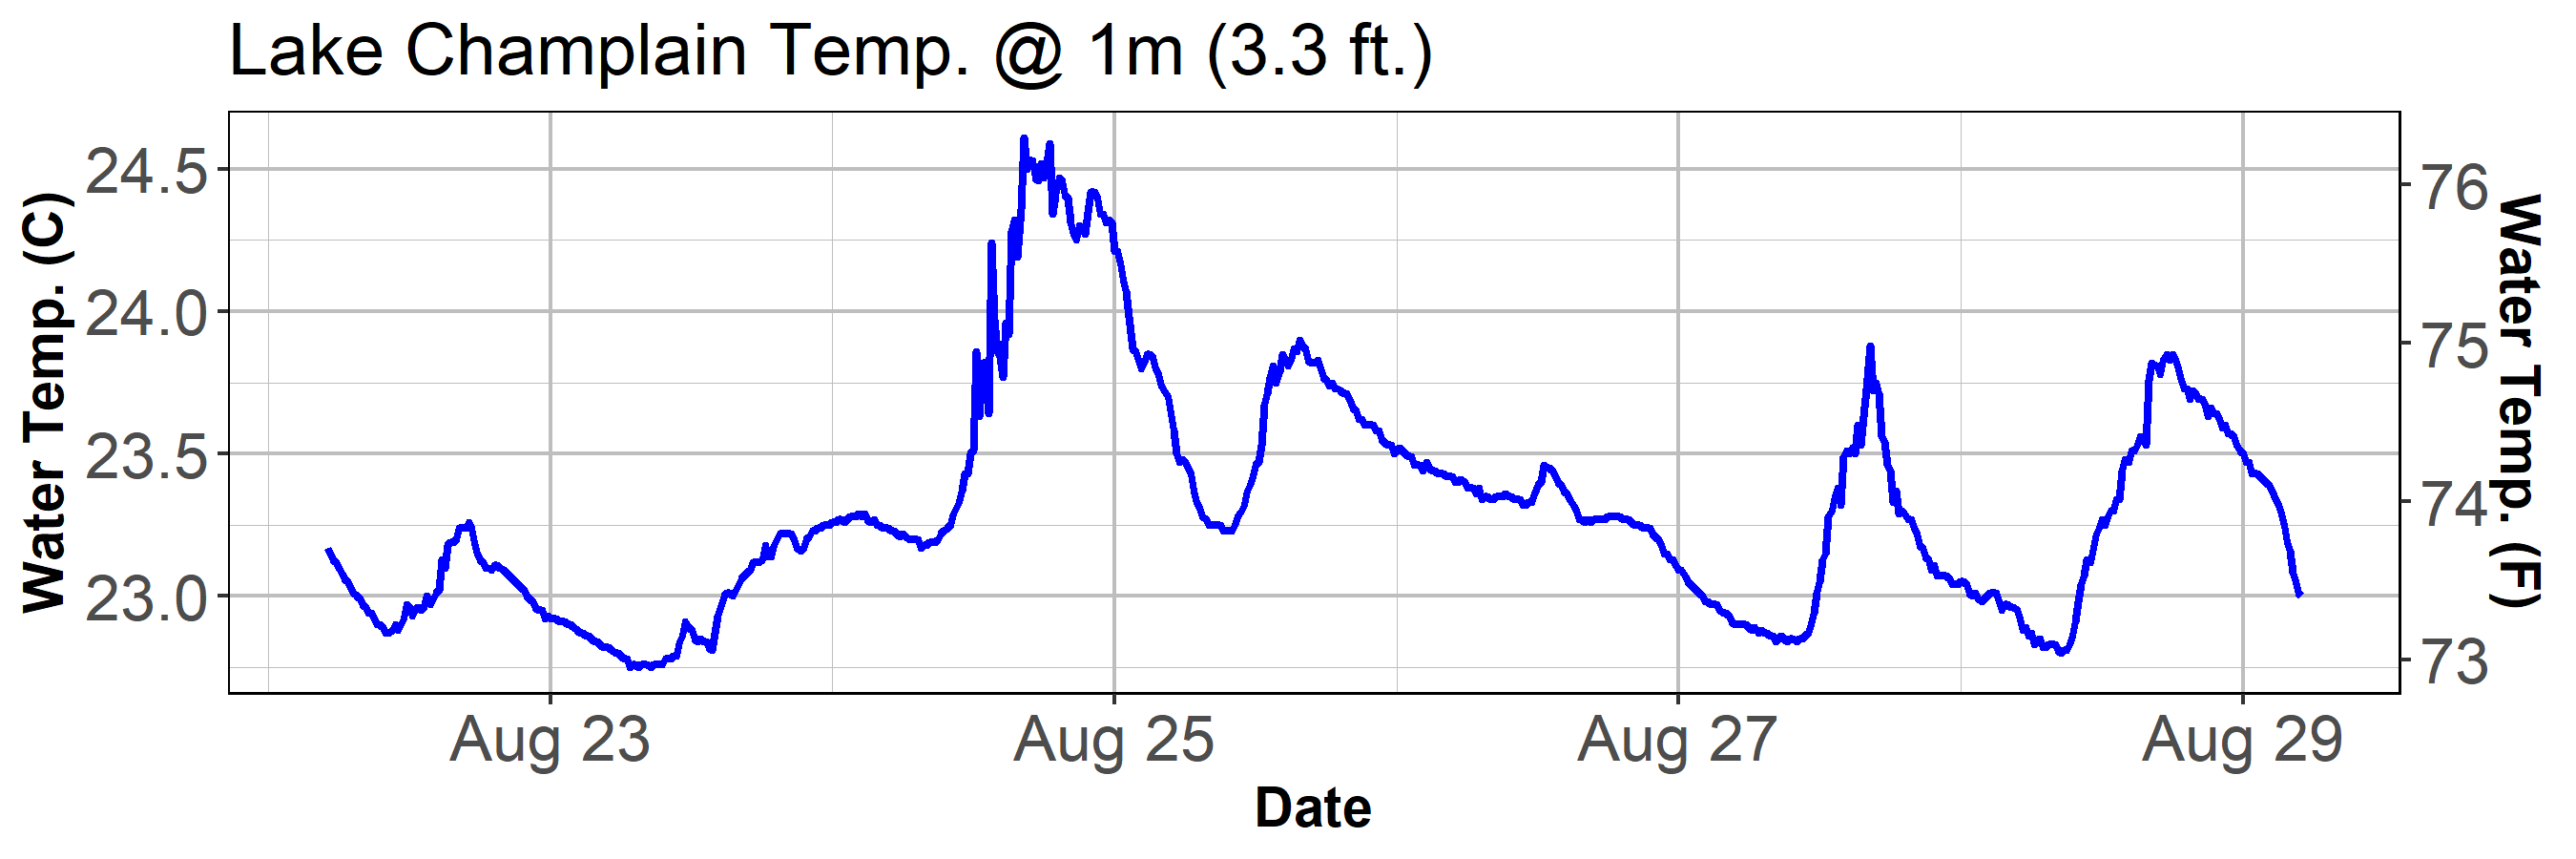 Lake Champlain Temp. @ 1m (3.3 ft.)
Water Temp. (C)
24.5
24.0
23.5
23.0
76
75
74
73
Water Temp. (F)
Aug 23
Aug 25
Aug 27
Aug 29
Date